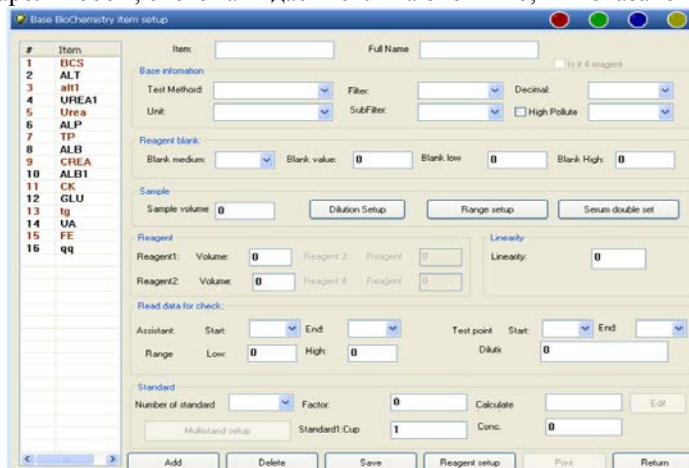 Base BioChemistry item setup
# Item
1 BCS
2 ALT
3 alt1
4 UREA1
5 Urea
6 ALP
7 TP
8 ALB
9 CREA
10 ALB1
11 CK
12 GLU
13 tg
14 UA
15 FE
16 qq
Item: Full Name
Is it 4 reagent
Base infomation
Test Method: Filter: Decimal:
Unit: SubFilter: High Pollute
Reagent blank:
Blank medium: Blank value: 0 Blank low 0 Blank High: 0
Sample
Sample volume 0 Dilution Setup Range setup Serum double set
Reagent Linearity
Reagent1: Volume: 0 Reagent 3: Reagent 0 Linearity: 0
Reagent2: Volume: 0 Reagent 4: Reagent 0
Read data for check:
Assistant: Start: End: Test point Start: End:
Range Low: 0 High: 0 Dilutic 0
Standard
Number of standard Factor: 0 Calculate Edit
Multistand setup Standard1:Cup 1 Conc. 0
Add Delete Save Reagent setup Print Return